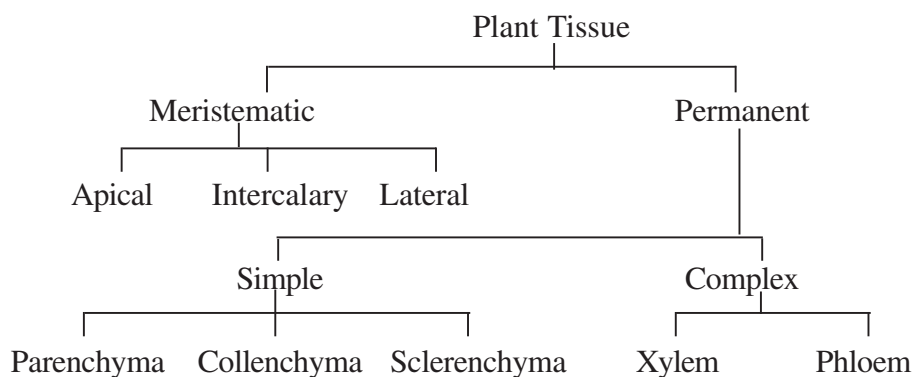 Plant Tissue
Meristematic Permanent
Apical Intercalary Lateral
Simple Complex
Parenchyma Collenchyma Sclerenchyma Xylem Phloem